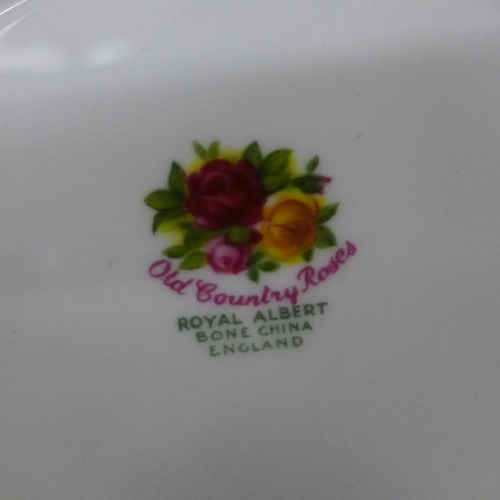 Old Country Roses
ROYAL ALBERT
BONE CHINA
ENGLAND